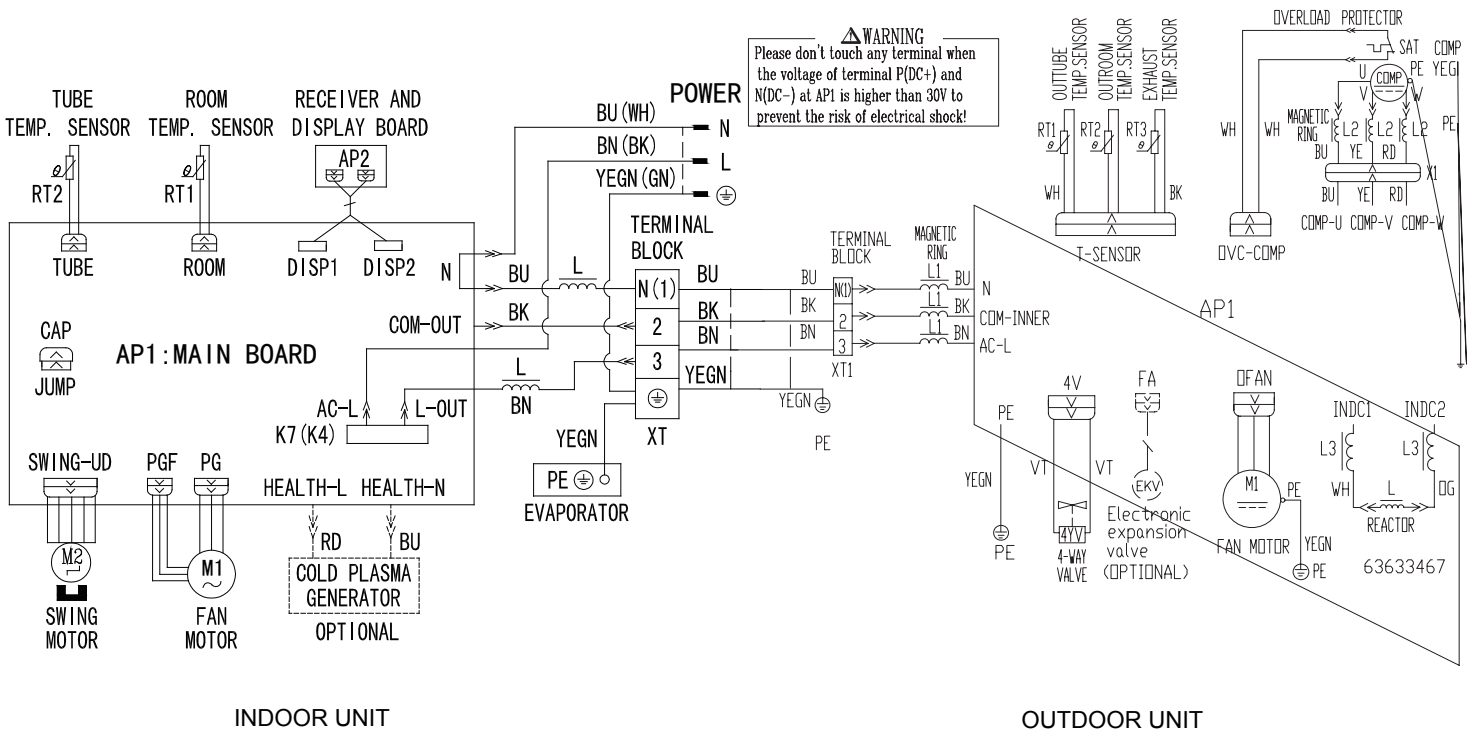 WARNING
Please don't touch any terminal when
the voltage of terminal P(DC+) and
N(DC-) at AP1 is higher than 30V to
prevent the risk of electrical shock!
TUBE
TEMP. SENSOR
RT2
TUBE
ROOM
TEMP. SENSOR
RT1
ROOM
RECEIVER AND
DISPLAY BOARD
AP2
DISP1
DISP2
POWER
BU(WH)
N
BN(BK)
L
YEGN(GN)
TERMINAL
BLOCK
N
BU
L
N(1)
BU
COM-OUT
BK
2
BK
BN
3
L
BN
YEGN
XT
CAP
JUMP
AP1:MAIN BOARD
AC-L
L-OUT
K7(K4)
YEGN
PE
EVAPORATOR
SWING-UD
PGF
PG
HEALTH-L
HEALTH-N
M2
SWING
MOTOR
M1
FAN
MOTOR
RD
BU
COLD PLASMA
GENERATOR
OPTIONAL
INDOOR UNIT
TERMINAL
BLOCK
MAGNETIC
RING
BU
N(1)
L1
BU
N
BK
2
L1
BK
COM-INNER
BN
3
L1
BN
AC-L
XT1
YEGN
PE
OUTTUBE
TEMP.SENSOR
OUTROOM
TEMP.SENSOR
EXHAUST
TEMP.SENSOR
RT1
RT2
RT3
WH
BK
T-SENSOR
OVERLOAD PROTECTOR
SAT
COMP
WH
WH
OVC-COMP
U
V
W
COMP
PE
YEG
PE
MAGNETIC
RING
L2
L2
L2
BU
YE
RD
X1
BU
YE
RD
COMP-U
COMP-V
COMP-W
AP1
PE
YEGN
PE
4V
VT
VT
4YV
4-WAY
VALVE
FA
EKV
Electronic
expansion
valve
(OPTIONAL)
OFAN
M1
PE
FAN MOTOR
YEGN
PE
INDC1
INDC2
L3
L3
WH
L
OG
REACTOR
63633467
OUTDOOR UNIT